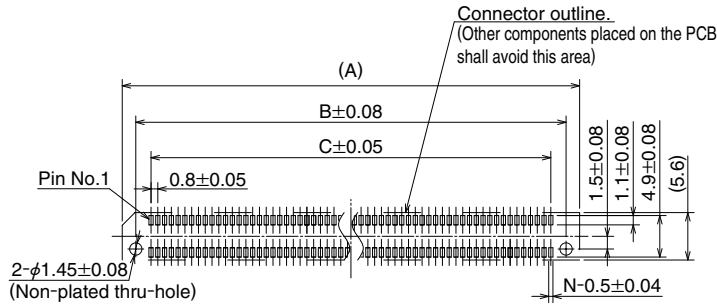 Connector outline.
(Other components placed on the PCB
shall avoid this area)
(A)
B±0.08
C±0.05
Pin No.1
0.8±0.05
1.5±0.08
1.1±0.08
4.9±0.08
(5.6)
2-ϕ1.45±0.08
(Non-plated thru-hole)
N-0.5±0.04